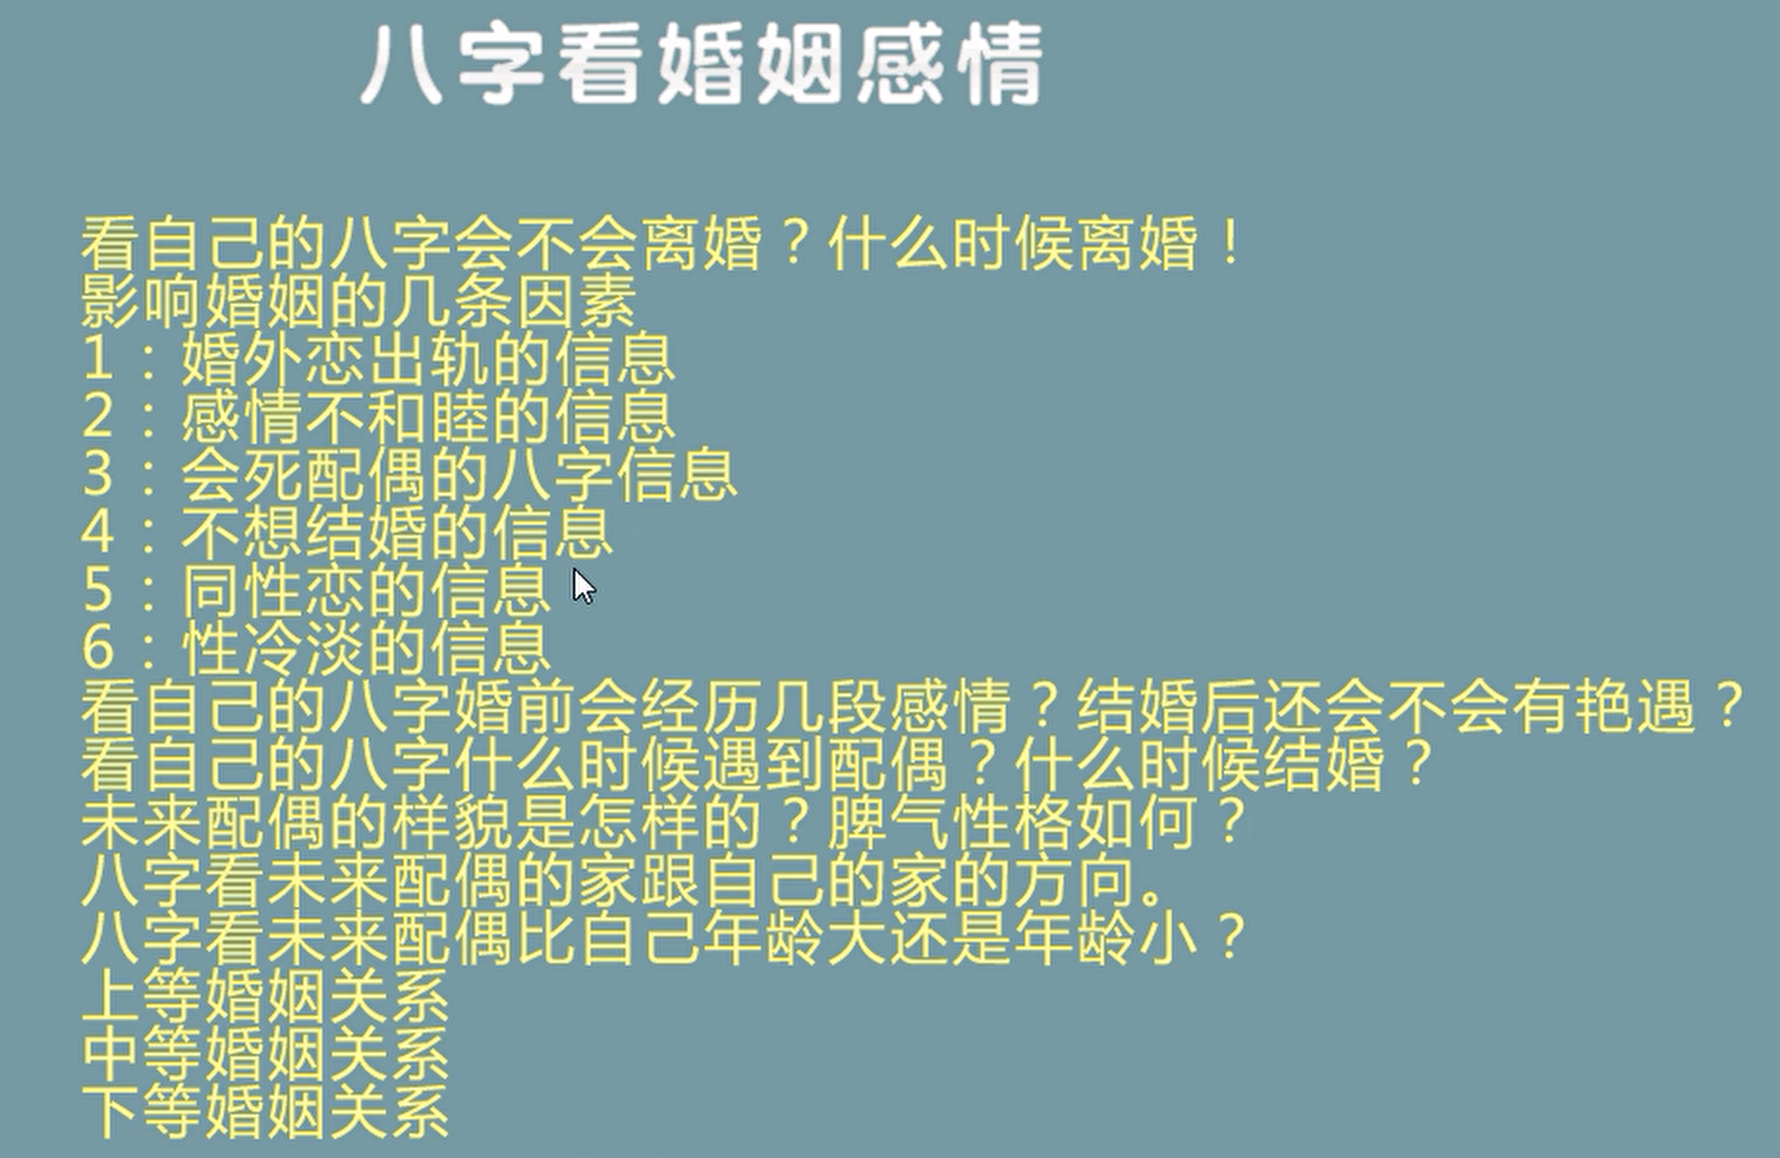 八字看婚姻感情
看自己的八字会不会离婚？什么时候离婚！
影响婚姻的几条因素
1：婚外恋出轨的信息
2：感情不和睦的信息
3：会死配偶的八字信息
4：不想结婚的信息
5：同性恋的信息
6：性冷淡的信息
看自己的八字婚前会经历几段感情？结婚后还会不会有艳遇？
看自己的八字什么时候遇到配偶？什么时候结婚？
未来配偶的样貌是怎样的？脾气性格如何？
八字看未来配偶的家跟自己的家的方向。
八字看未来配偶比自己年龄大还是年龄小？
上等婚姻关系
中等婚姻关系
下等婚姻关系